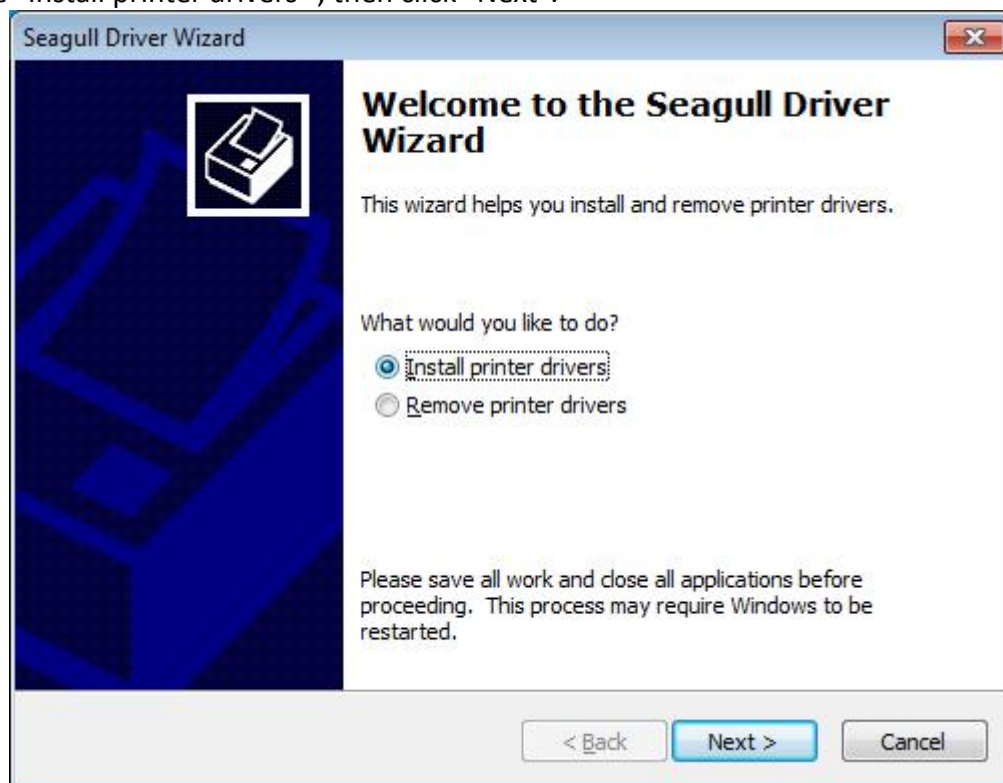 "Install printer drivers", then click "Next".
Seagull Driver Wizard
Welcome to the Seagull Driver
Wizard
This wizard helps you install and remove printer drivers.
What would you like to do?
Install printer drivers
Remove printer drivers
Please save all work and close all applications before
proceeding. This process may require Windows to be
restarted.
< Back
Next >
Cancel